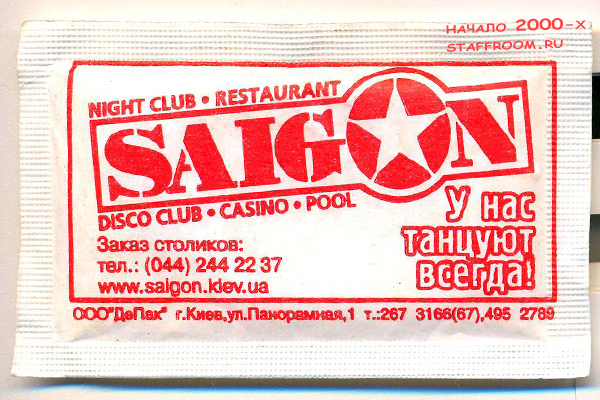 начало 2000-х
staffroom.ru
NIGHT CLUB • RESTAURANT
SAIGON
DISCO CLUB • CASINO • POOL
Заказ столиков:
тел.: (044) 244 22 37
www.saigon.kiev.ua
У нас
танцуют
всегда!
ООО"ДеПак" г.Киев,ул.Панорамная,1 т.:267 3166(67),495 2789